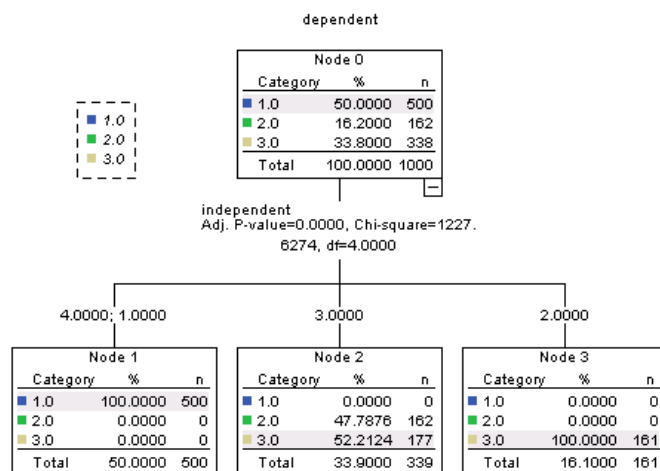 dependent
Node 0
Category % n
1.0 50.0000 500
2.0 16.2000 162
3.0 33.8000 338
Total 100.0000 1000
1.0
2.0
3.0
independent
Adj. P-value=0.0000, Chi-square=1227.
6274, df=4.0000
4.0000; 1.0000
3.0000
2.0000
Node 1
Category % n
1.0 100.0000 500
2.0 0.0000 0
3.0 0.0000 0
Total 50.0000 500
Node 2
Category % n
1.0 0.0000 0
2.0 47.7876 162
3.0 52.2124 177
Total 33.9000 339
Node 3
Category % n
1.0 0.0000 0
2.0 0.0000 0
3.0 100.0000 161
Total 16.1000 161